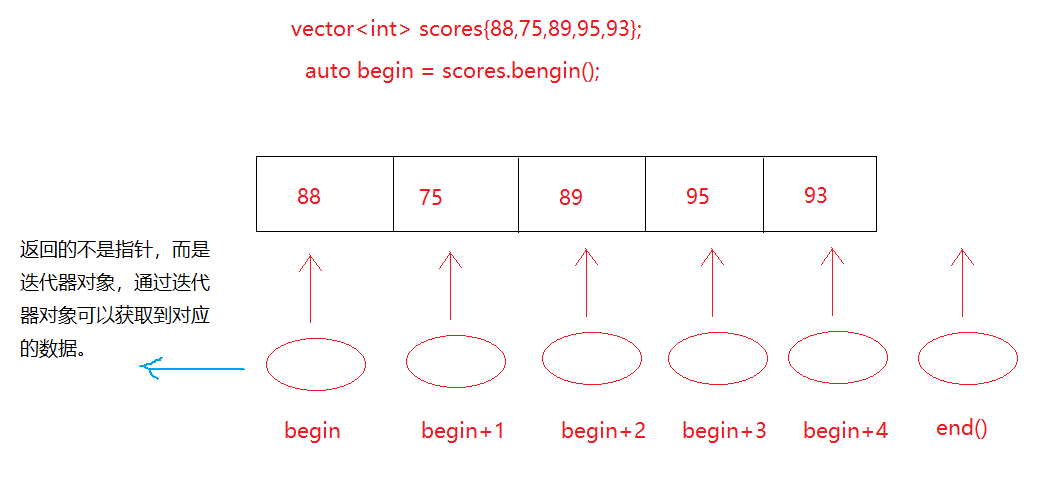 vector<int> scores{88,75,89,95,93};
auto begin = scores.bengin();
88 75 89 95 93
返回的不是指针，而是
迭代器对象，通过迭代
器对象可以获取到对应
的数据。
begin begin+1 begin+2 begin+3 begin+4 end()